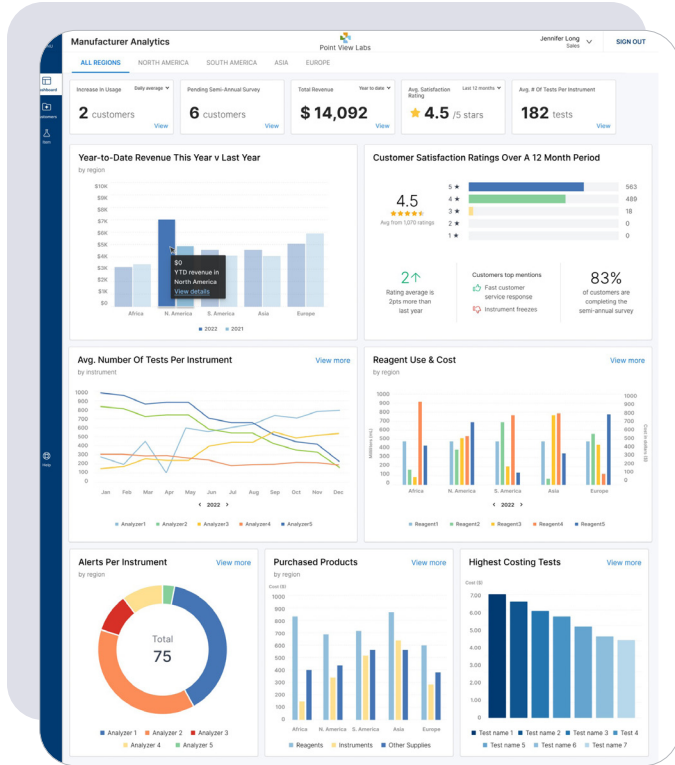 Manufacturer Analytics
Point View Labs
Jennifer Long
Sales
SIGN OUT
ALL REGIONS NORTH AMERICA SOUTH AMERICA ASIA EUROPE
Increase in Usage Daily average
2 customers
View
Pending Semi-Annual Survey
6 customers
View
Total Revenue Year to date
$ 14,092
View
Avg. Satisfaction Rating Last 12 months
4.5 /5 stars
View
Avg. # Of Tests Per Instrument
182 tests
View
Year-to-Date Revenue This Year v Last Year
by region
$10K
$9K
$8K
$7K
$6K
$5K
$4K
$3K
$2K
$1K
$0
$0
YTD revenue in
North America
View details
Africa N. America S. America Asia Europe
2022 2021
Customer Satisfaction Ratings Over A 12 Month Period
4.5
Avg from 1,070 ratings
5 ★ 563
4 ★ 489
3 ★ 18
2 ★ 0
1 ★ 0
2↑
Rating average is
2pts more than
last year
Customers top mentions
Fast customer
service response
Instrument freezes
83%
of customers are
completing the
semi-annual survey
Avg. Number Of Tests Per Instrument View more
by instrument
1000
900
800
700
600
500
400
300
200
100
0
Jan Feb Mar Apr May Jun Jul Aug Sep Oct Nov Dec
< 2022 >
Analyzer1 Analyzer2 Analyzer3 Analyzer4 Analyzer5
Reagent Use & Cost View more
by region
Milliliters (mL)
1000
900
800
700
600
500
400
300
200
100
0
Africa N. America S. America Asia Europe
< 2022 >
Reagent1 Reagent2 Reagent3 Reagent4 Reagent5
Alerts Per Instrument View more
by region
Total
75
Analyzer 1 Analyzer 2 Analyzer 3
Analyzer 4 Analyzer 5
Purchased Products View more
by region
Cost ($)
1000
900
800
700
600
500
400
300
200
100
0
Africa N. America S. America Asia Europe
Reagents Instruments Other Supplies
Highest Costing Tests View more
Cost ($)
7.00
6.00
5.00
4.00
3.00
2.00
1.00
0.00
Test name 1 Test name 2 Test name 3 Test 4
Test name 5 Test name 6 Test name 7
Item
Help